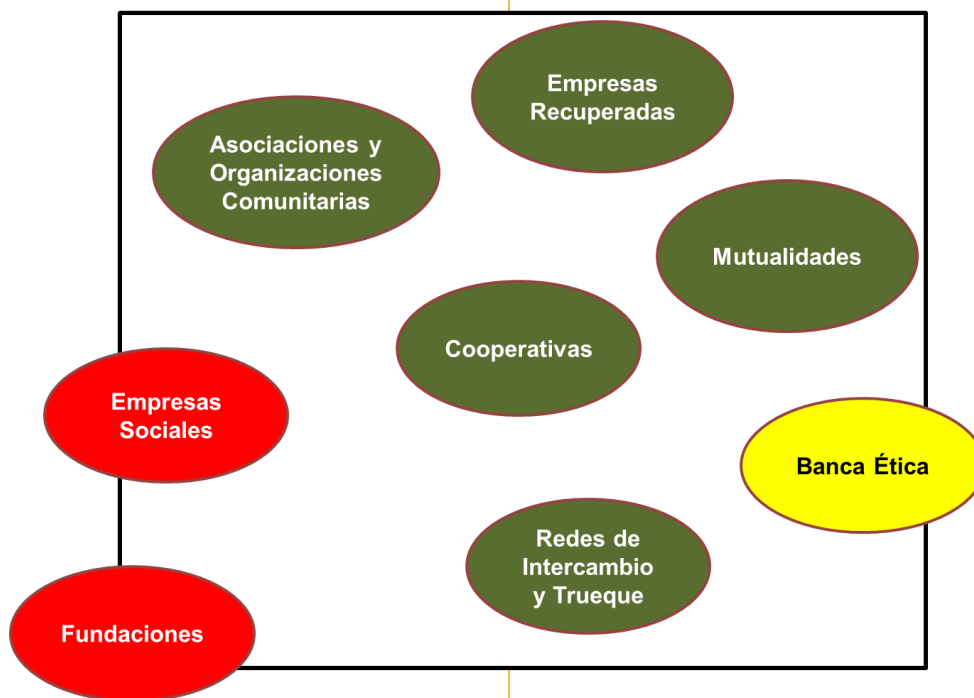 Empresas
Recuperadas
Asociaciones y
Organizaciones
Comunitarias
Mutualidades
Cooperativas
Empresas
Sociales
Banca Ética
Redes de
Intercambio
y Trueque
Fundaciones